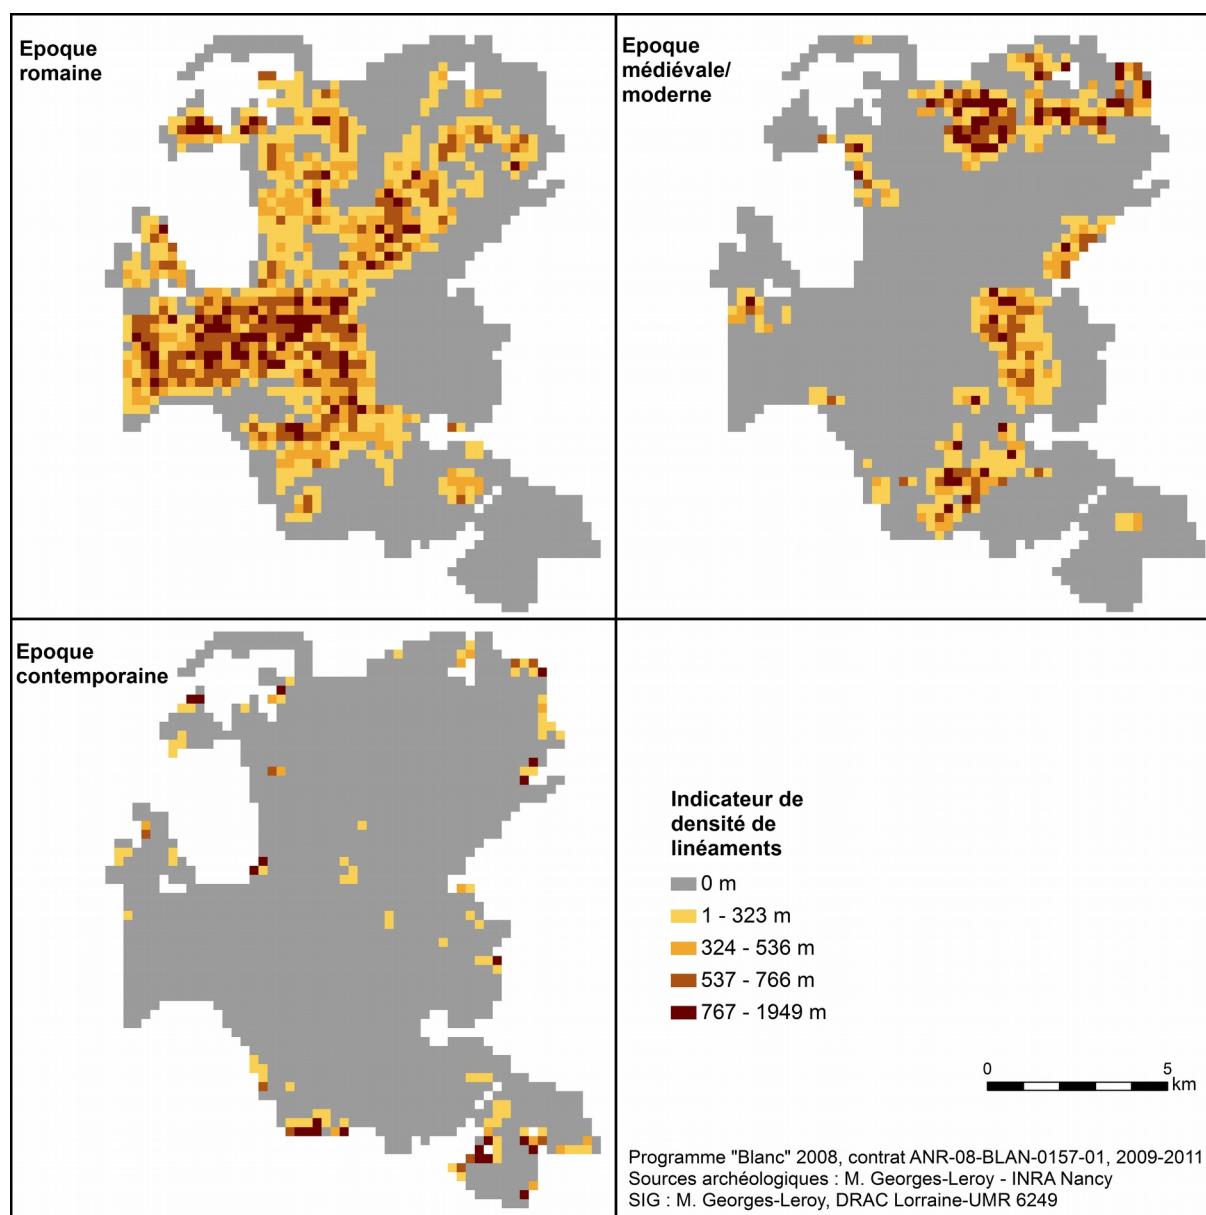 Epoque
romaine
Epoque
médiévale/
moderne
Epoque
contemporaine
Indicateur de
densité de
linéaments
0 m
1 - 323 m
324 - 536 m
537 - 766 m
767 - 1949 m
0 5
km
Programme "Blanc" 2008, contrat ANR-08-BLAN-0157-01, 2009-2011
Sources archéologiques : M. Georges-Leroy - INRA Nancy
SIG : M. Georges-Leroy, DRAC Lorraine-UMR 6249